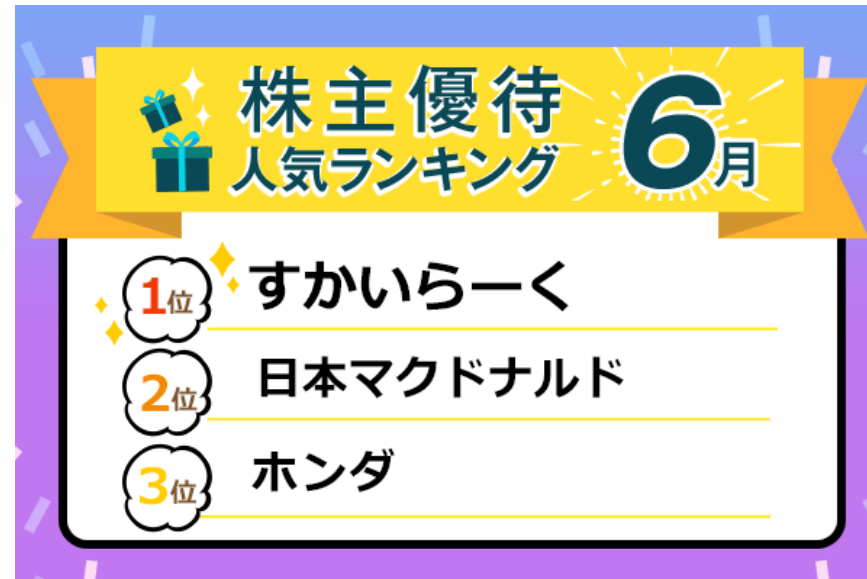 株主優待
人気ランキング
6月
1位 すかいらーく
2位 日本マクドナルド
3位 ホンダ